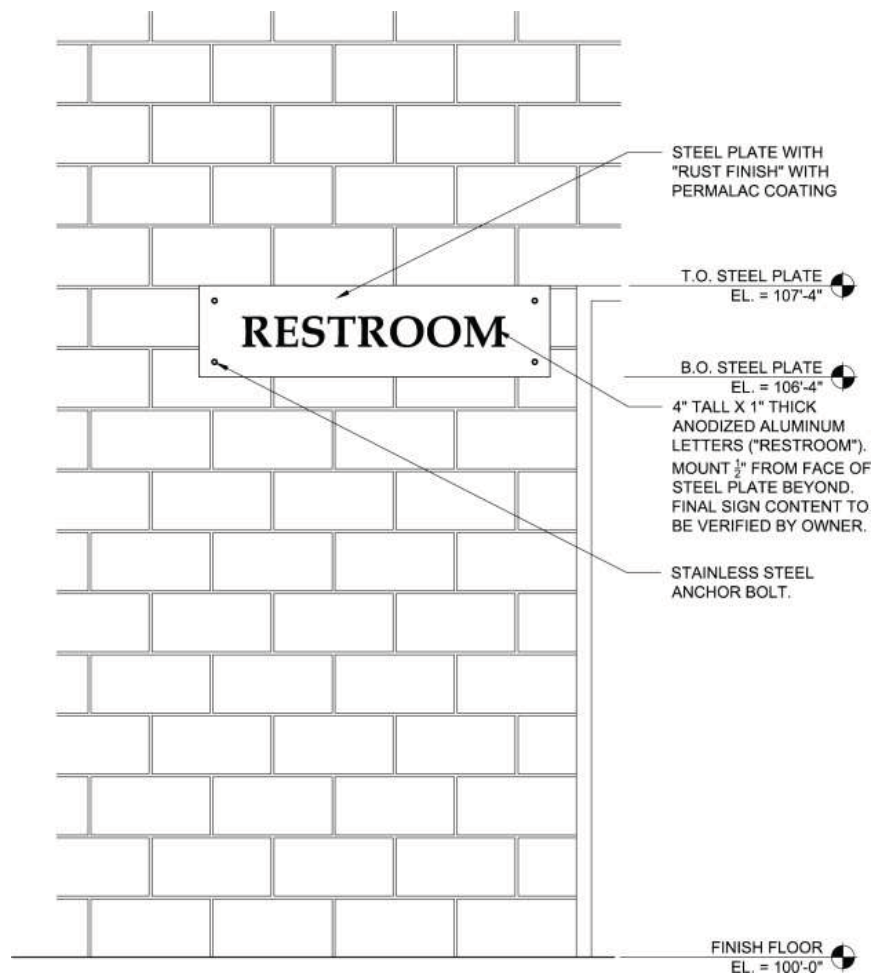 STEEL PLATE WITH
"RUST FINISH" WITH
PERMALAC COATING
T.O. STEEL PLATE
EL. = 107'-4"
RESTROOM
B.O. STEEL PLATE
EL. = 106'-4"
4" TALL X 1" THICK
ANODIZED ALUMINUM
LETTERS ("RESTROOM").
MOUNT ½" FROM FACE OF
STEEL PLATE BEYOND.
FINAL SIGN CONTENT TO
BE VERIFIED BY OWNER.
STAINLESS STEEL
ANCHOR BOLT.
FINISH FLOOR
EL. = 100'-0"